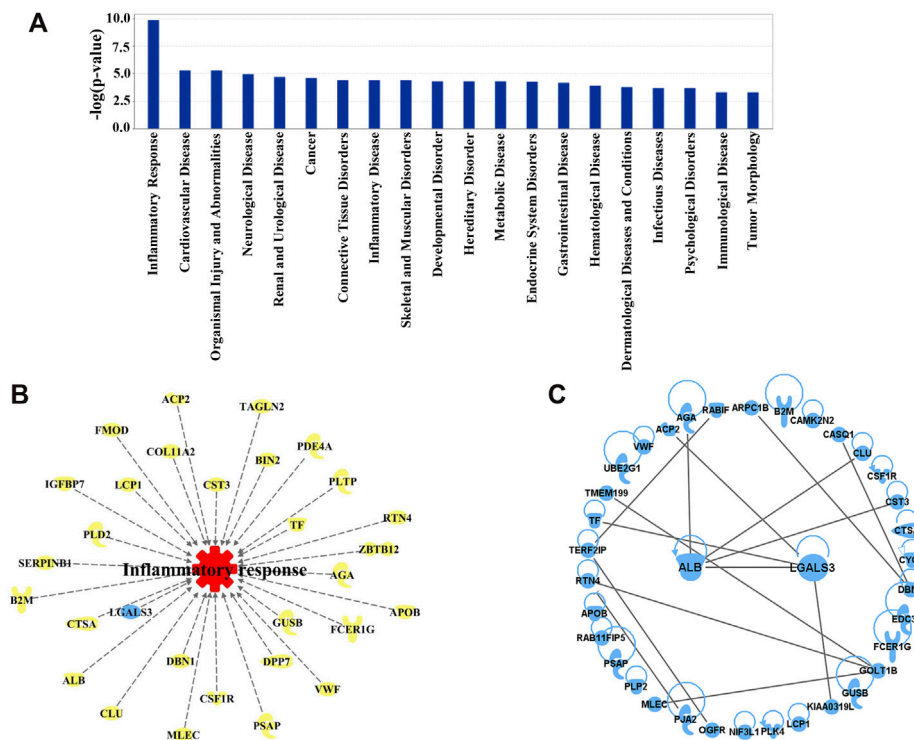 A
-log(p-value)
10.0
7.5
5.0
2.5
0.0
Inflammatory Response
Cardiovascular Disease
Organismal Injury and Abnormalities
Neurological Disease
Renal and Urological Disease
Cancer
Connective Tissue Disorders
Inflammatory Disease
Skeletal and Muscular Disorders
Developmental Disorder
Hereditary Disorder
Metabolic Disease
Endocrine System Disorders
Gastrointestinal Disease
Hematological Disease
Dermatological Diseases and Conditions
Infectious Diseases
Psychological Disorders
Immunological Disease
Tumor Morphology
B
ACP2
TAGLN2
FMOD
COL11A2
BIN2
PDE4A
IGFBP7
LCP1
CST3
PLTP
PLD2
TF
RTN4
ZBTB12
SERPINB1
Inflammatory response
AGA
B2M
CTSA
LGALS3
GUSB
FCER1G
APOB
ALB
DBN1
DPP7
CLU
CSF1R
VWF
MLEC
PSAP
C
AGA
RABIF
ARPC1B
B2M
CAMK2N2
ACP2
CASQ1
VWF
CLU
UBE2G1
CSF1R
TMEM199
CST3
TF
CTSA
TERF2IP
CYC
ALB
LGALS3
RTN4
DBN
EDC3
APOB
FCER1G
RAB11FIP5
GOLT1B
PSAP
GUSB
PLP2
KIAA0319L
MLEC
PJA2
OGFR
NIF3L1
PLK4
LCP1